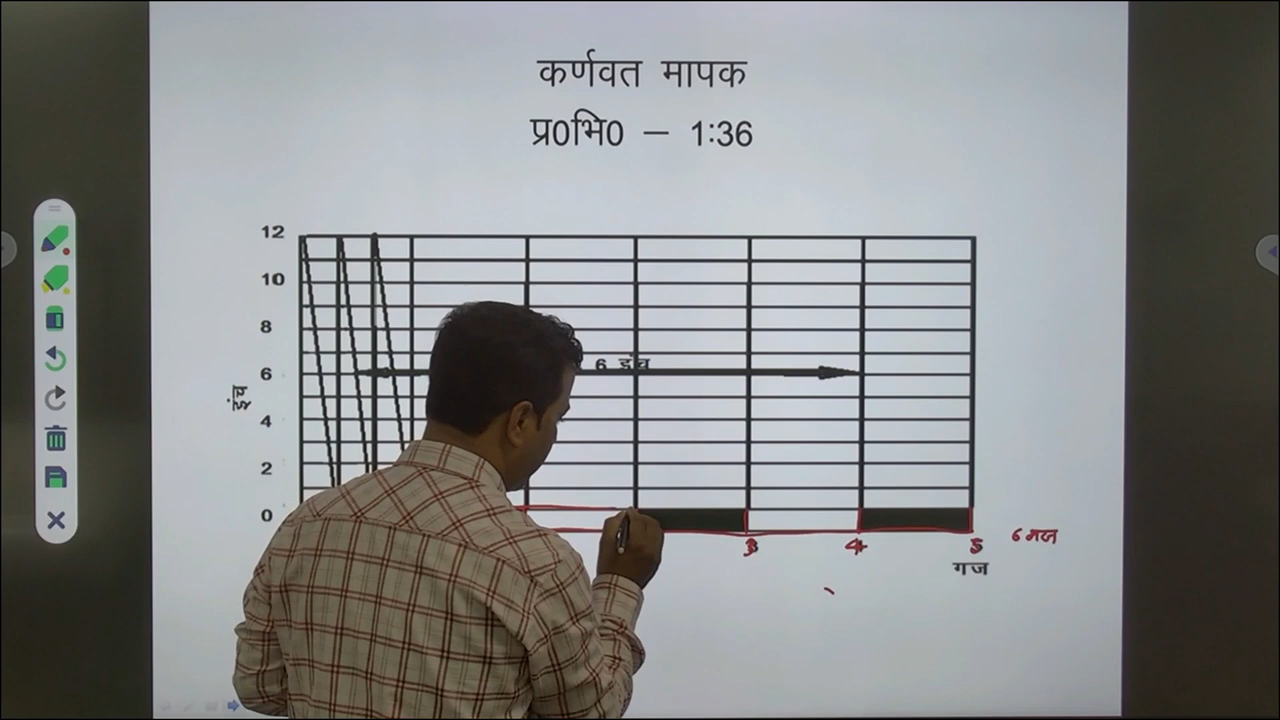 कर्णवत मापक
प्र0भि0 – 1:36
12
10
8
6
4
2
0
इंच
6 इंच
3
4
5
6 गज
गज